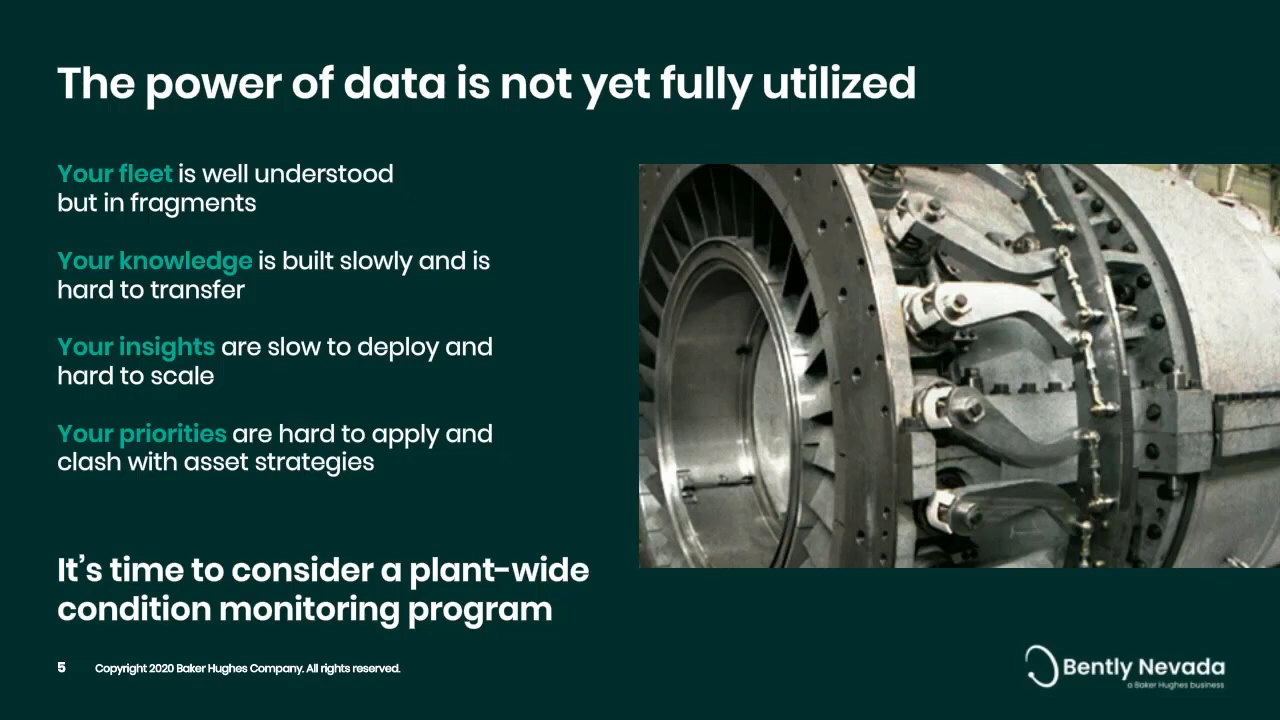 The power of data is not yet fully utilized
Your fleet is well understood
but in fragments
Your knowledge is built slowly and is
hard to transfer
Your insights are slow to deploy and
hard to scale
Your priorities are hard to apply and
clash with asset strategies
It’s time to consider a plant-wide
condition monitoring program
5 Copyright 2020 Baker Hughes Company. All rights reserved.
Bently Nevada
a Baker Hughes business